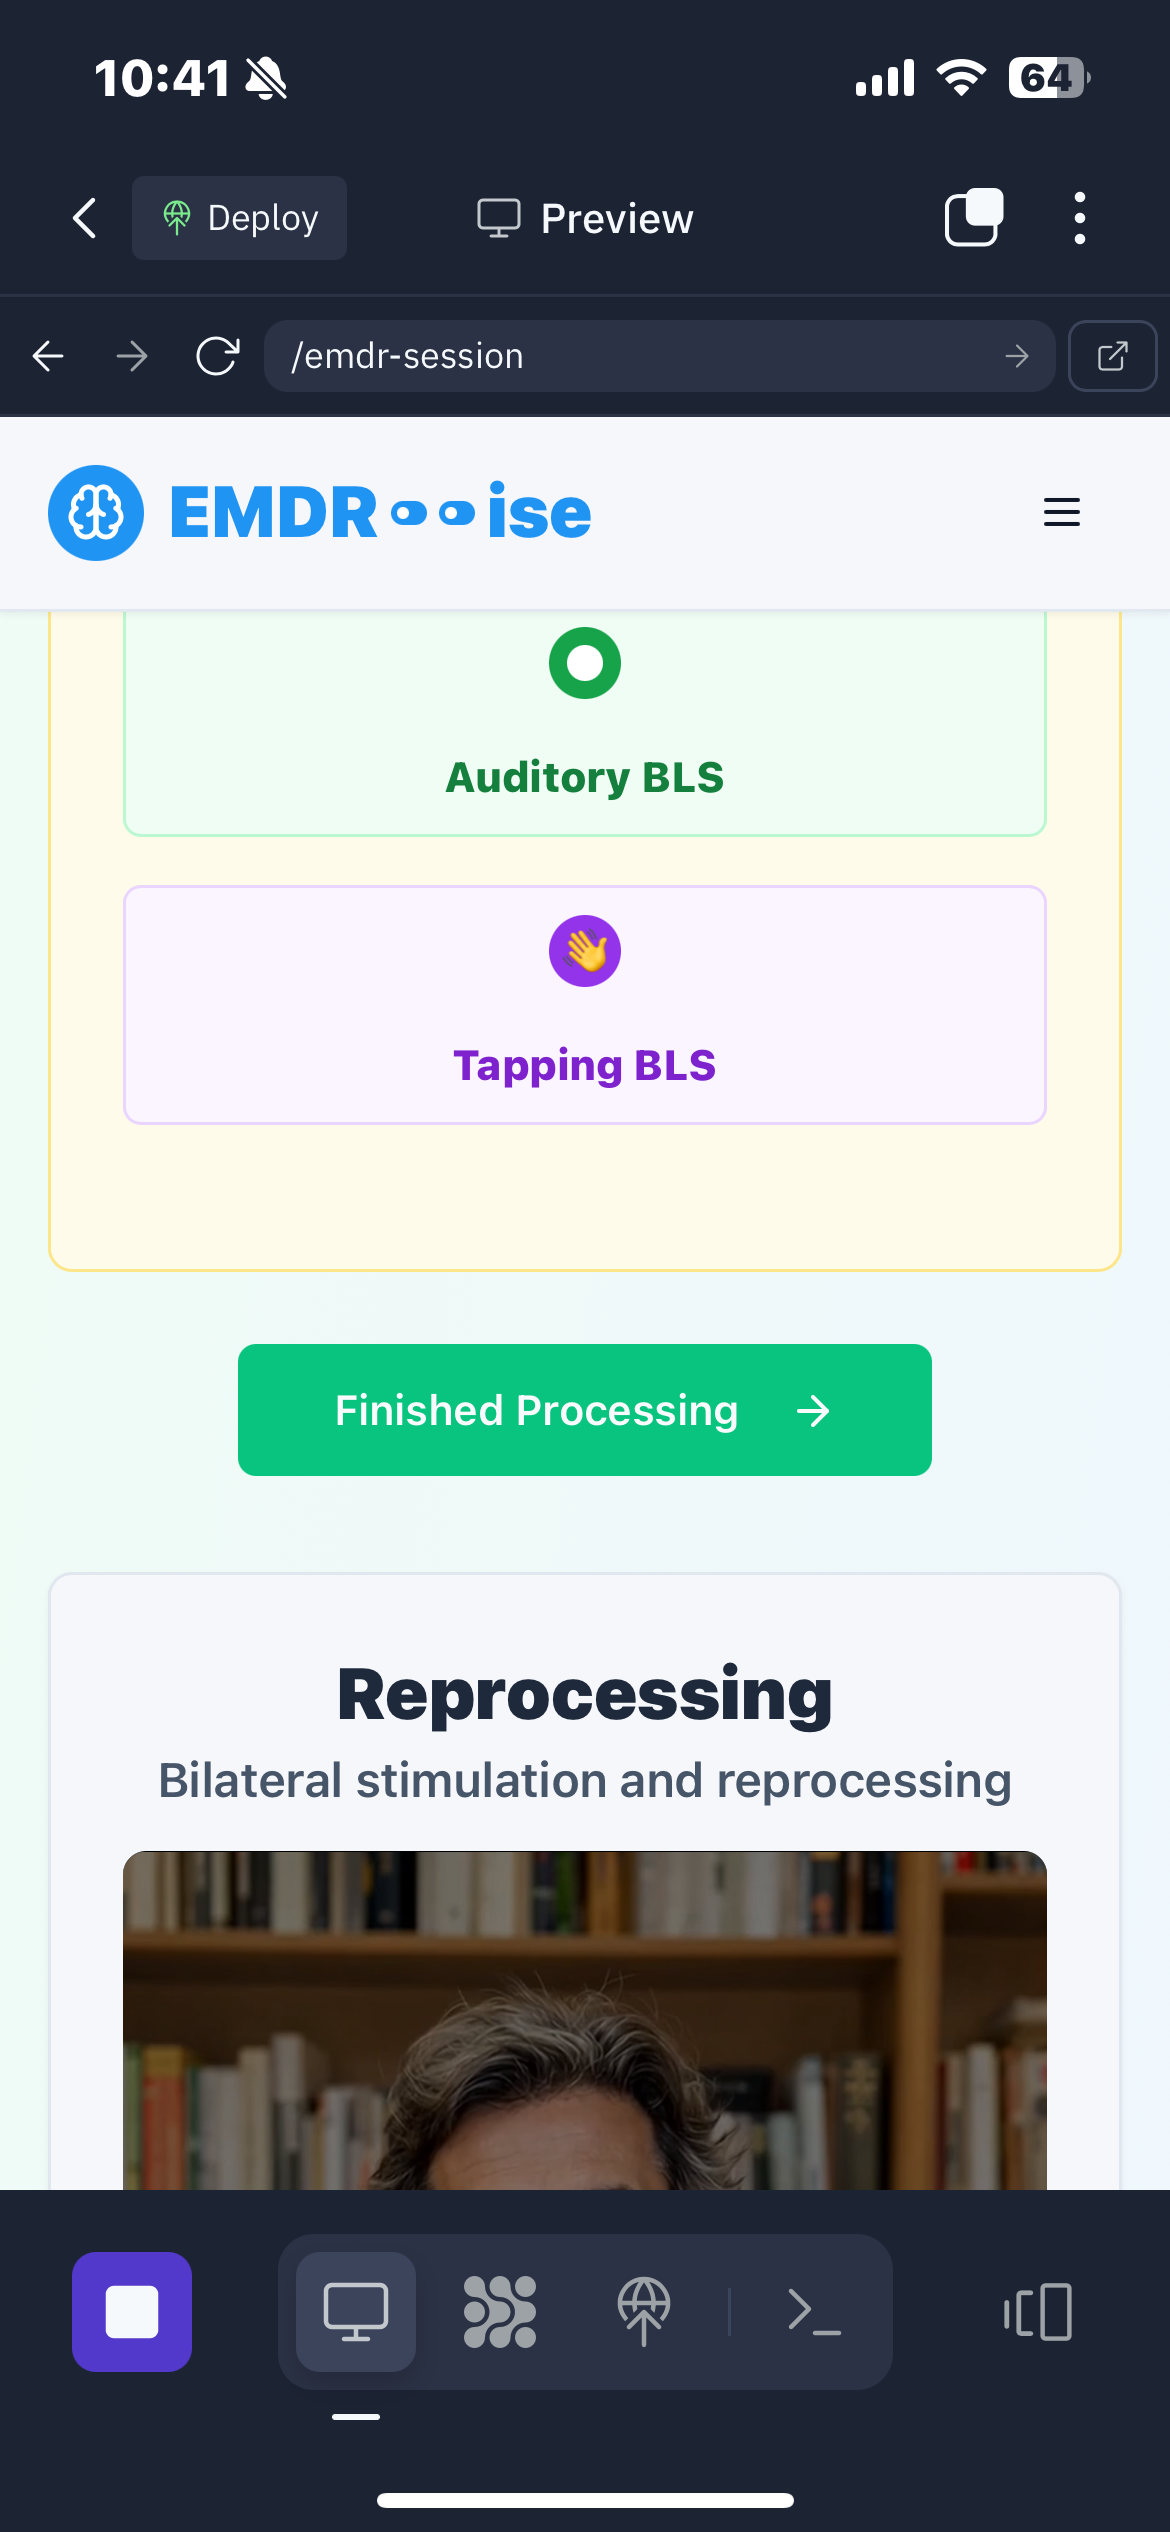 10:41
64
Deploy
Preview
/emdr-session
EMDR ise
Auditory BLS
Tapping BLS
Finished Processing
Reprocessing
Bilateral stimulation and reprocessing